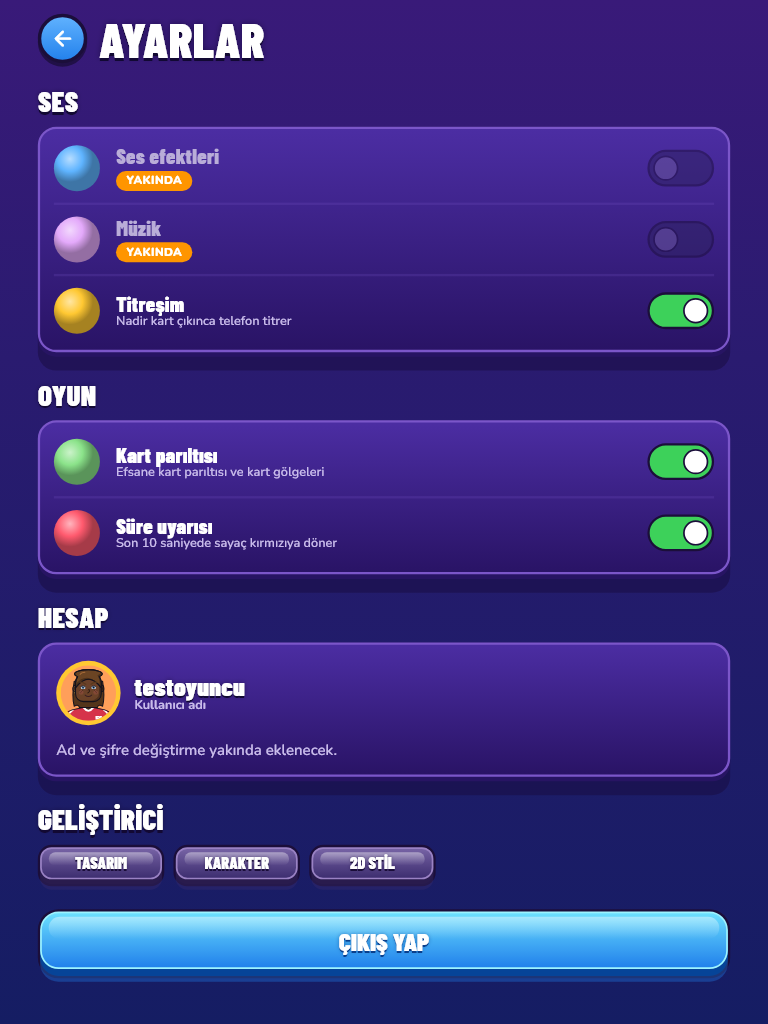 AYARLAR
SES
Ses efektleri
YAKINDA
Müzik
YAKINDA
Titreşim
Nadir kart çıkınca telefon titrer
OYUN
Kart parıltısı
Efsane kart parıltısı ve kart gölgeleri
Süre uyarısı
Son 10 saniyede sayaç kırmızıya döner
HESAP
testoyuncu
Kullanıcı adı
Ad ve şifre değiştirme yakında eklenecek.
GELİŞTİRİCİ
TASARIM
KARAKTER
2D STİL
ÇIKIŞ YAP